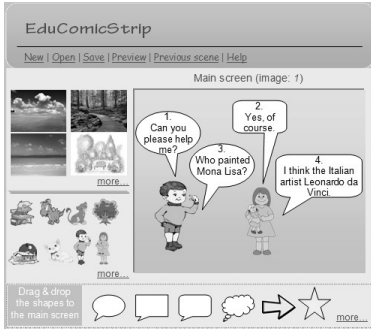 EduComicStrip
New | Open | Save | Preview | Previous scene | Help
Main screen (image: 1)
1.
Can you
please help
me?
2.
Yes, of
course.
3.
Who painted
Mona Lisa?
4.
I think the Italian
artist Leonardo da
Vinci.
more...
more...
Drag & drop
the shapes to
the main screen
more...